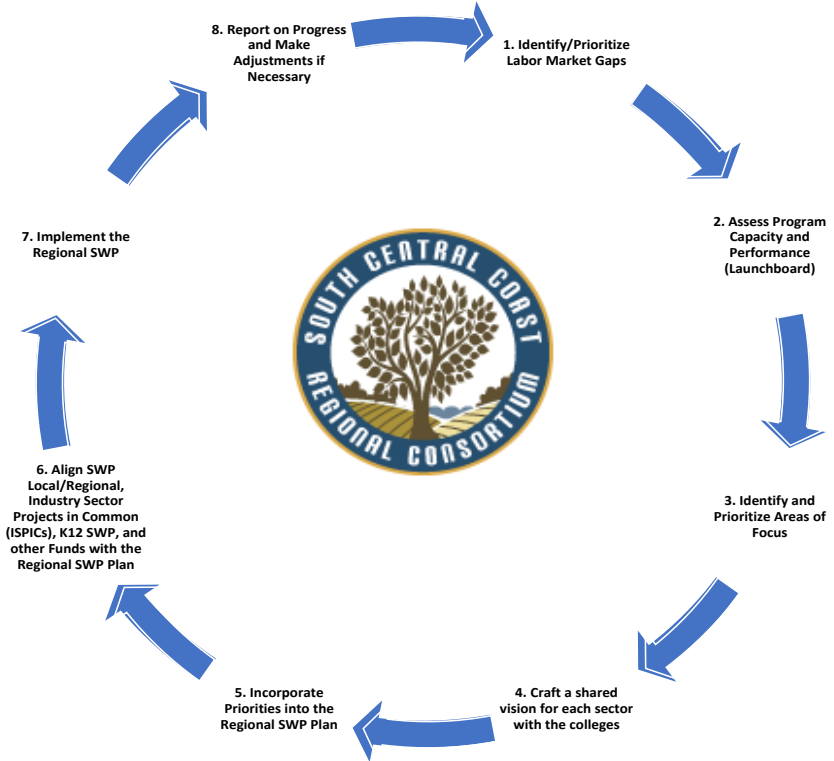 8. Report on Progress
and Make
Adjustments if
Necessary
1. Identify/Prioritize
Labor Market Gaps
2. Assess Program
Capacity and
Performance
(Launchboard)
3. Identify and
Prioritize Areas of
Focus
4. Craft a shared
vision for each sector
with the colleges
5. Incorporate
Priorities into the
Regional SWP Plan
6. Align SWP
Local/Regional,
Industry Sector
Projects in Common
(ISPICs), K12 SWP, and
other Funds with the
Regional SWP Plan
7. Implement the
Regional SWP
SOUTH CENTRAL COAST
REGIONAL CONSORTIUM